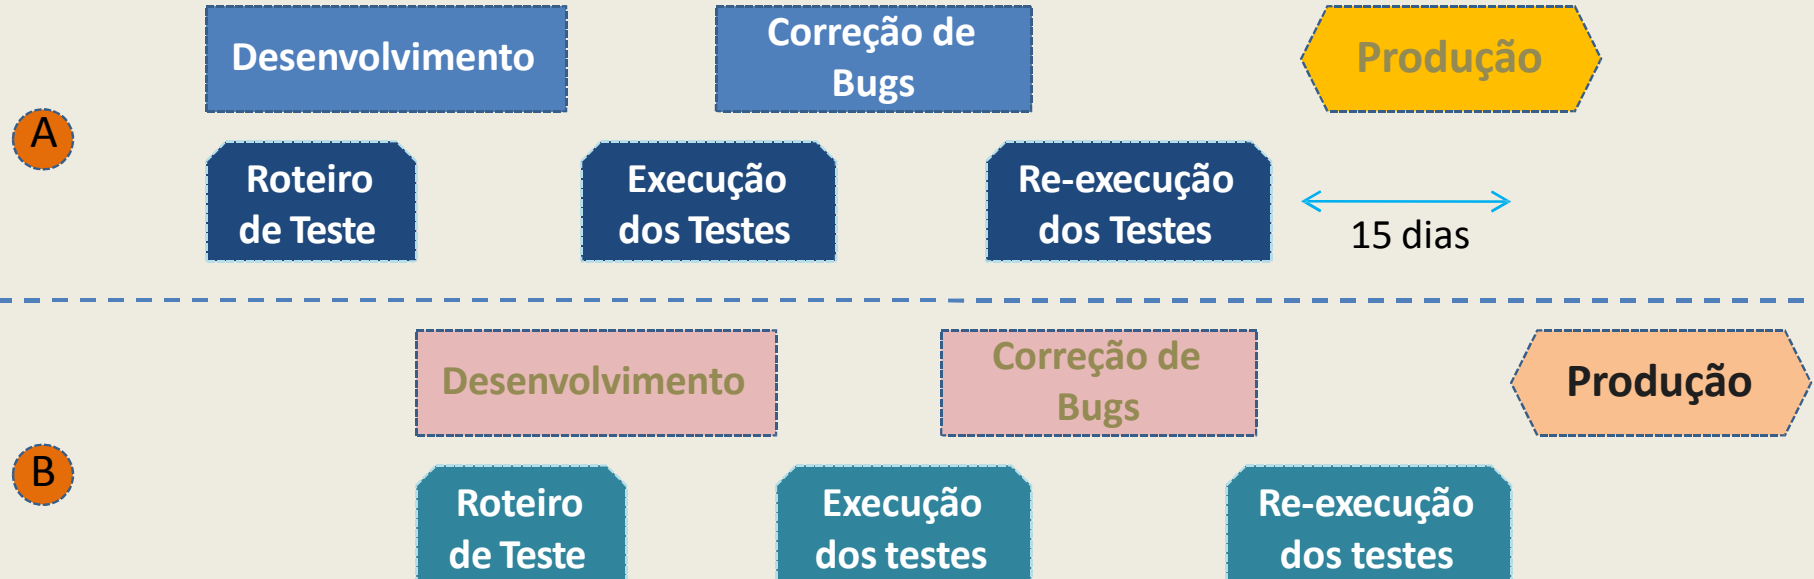 Desenvolvimento
Correção de
Bugs
Produção
A
Roteiro
de Teste
Execução
dos Testes
Re-execução
dos Testes
15 dias
Desenvolvimento
Correção de
Bugs
Produção
B
Roteiro
de Teste
Execução
dos testes
Re-execução
dos testes